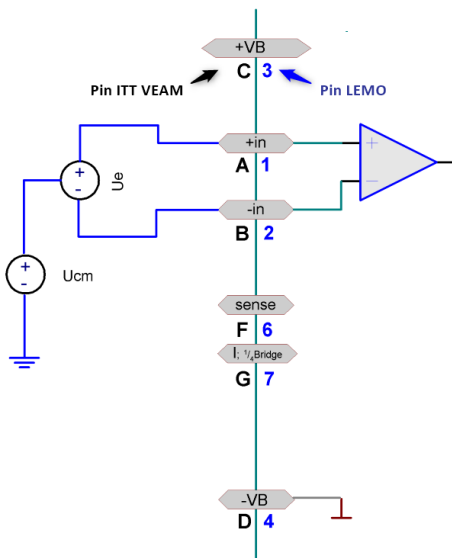 +VB
Pin ITT VEAM C 3 Pin LEMO
+in
A 1
+
-
Ue
+
−
-in
B 2
+
-
Ucm
sense
F 6
I; 1/4Bridge
G 7
-VB
D 4